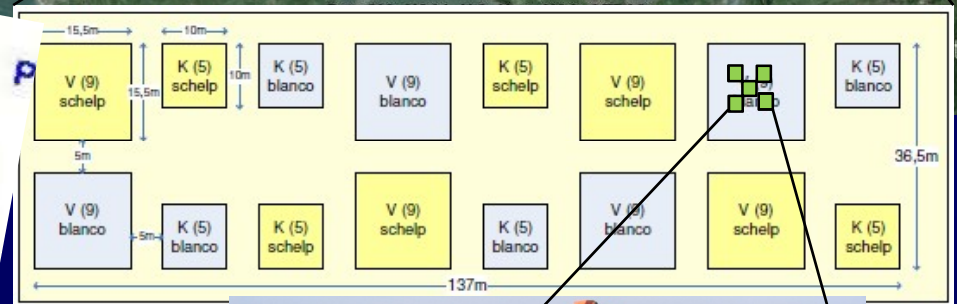 15,5m
10m
P
V (9)
schelp
15,5m
K (5)
schelp
10m
K (5)
blanco
V (9)
blanco
K (5)
schelp
V (9)
schelp
K (5)
blanco
5m
36,5m
V (9)
blanco
5m
K (5)
blanco
K (5)
schelp
V (9)
schelp
K (5)
blanco
V (9)
blanco
V (9)
schelp
K (5)
schelp
137m